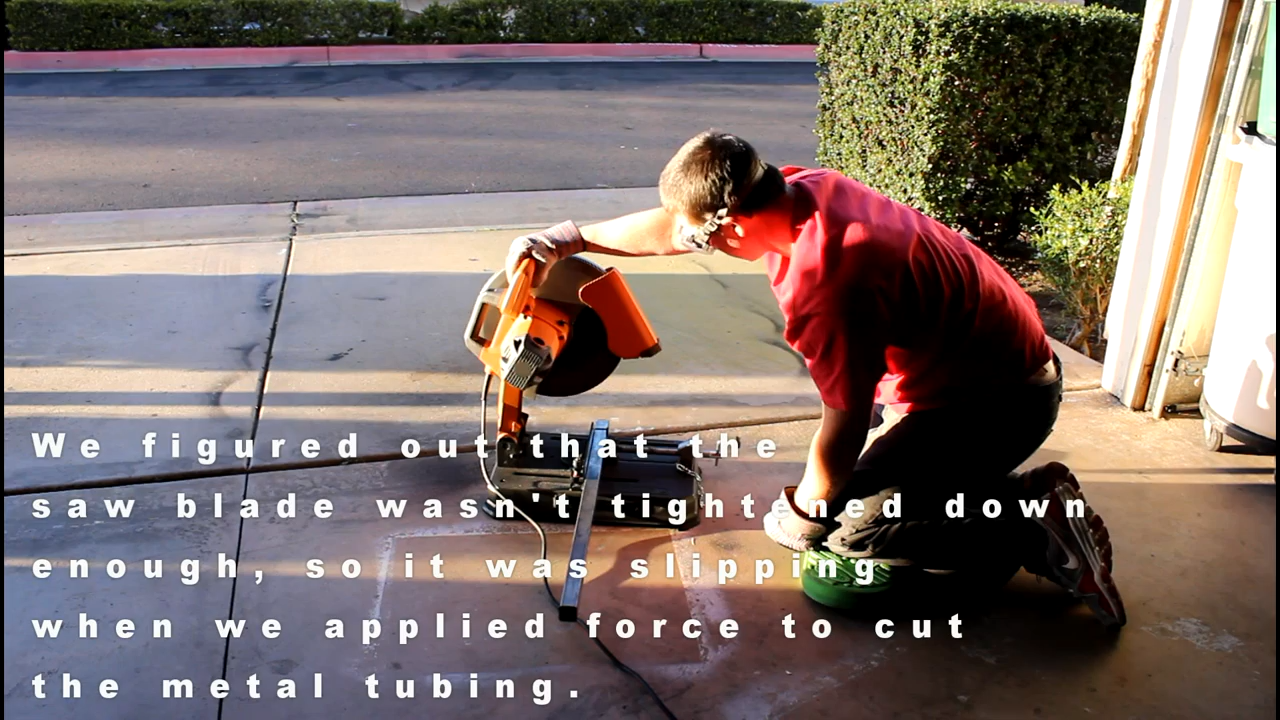 We figured out that the
saw blade wasn't tightened down
enough, so it was slipping
when we applied force to cut
the metal tubing.